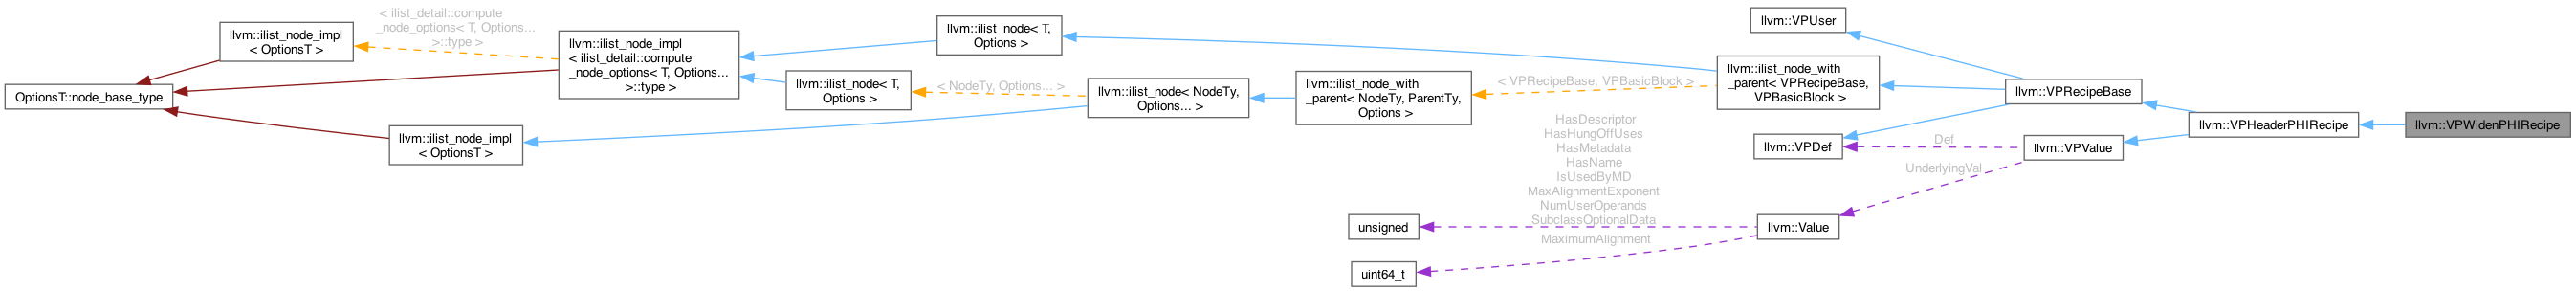 OptionsT::node_base_type
llvm::ilist_node_impl
< OptionsT >
< ilist_detail::compute
_node_options< T, Options...
>::type >
llvm::ilist_node_impl
< OptionsT >
llvm::ilist_node_impl
< ilist_detail::compute
_node_options< T, Options...
>::type >
llvm::ilist_node< T,
Options >
llvm::ilist_node< T,
Options >
< NodeTy, Options... >
llvm::ilist_node< NodeTy,
Options... >
llvm::ilist_node_with
_parent< NodeTy, ParentTy,
Options >
< VPRecipeBase, VPBasicBlock >
llvm::VPUser
llvm::ilist_node_with
_parent< VPRecipeBase,
VPBasicBlock >
llvm::VPDef
llvm::VPRecipeBase
Def
llvm::VPValue
UnderlyingVal
llvm::VPHeaderPHIRecipe
llvm::VPWidenPHIRecipe
HasDescriptor
HasHungOffUses
HasMetadata
HasName
IsUsedByMD
MaxAlignmentExponent
NumUserOperands
SubclassOptionalData
unsigned
llvm::Value
MaximumAlignment
uint64_t